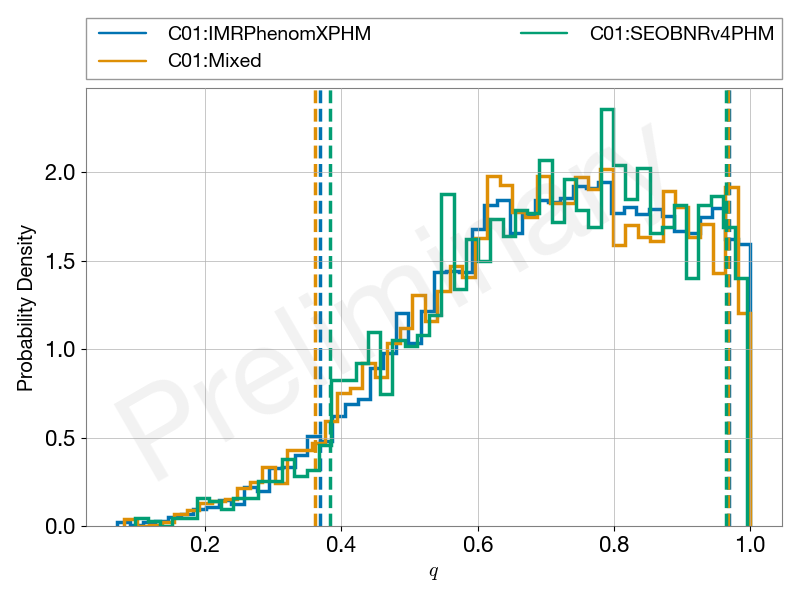 C01:IMRPhenomXPHM
C01:Mixed
C01:SEOBNRv4PHM
Preliminary
Probability Density
2.0
1.5
1.0
0.5
0.0
0.2
0.4
0.6
0.8
1.0
q